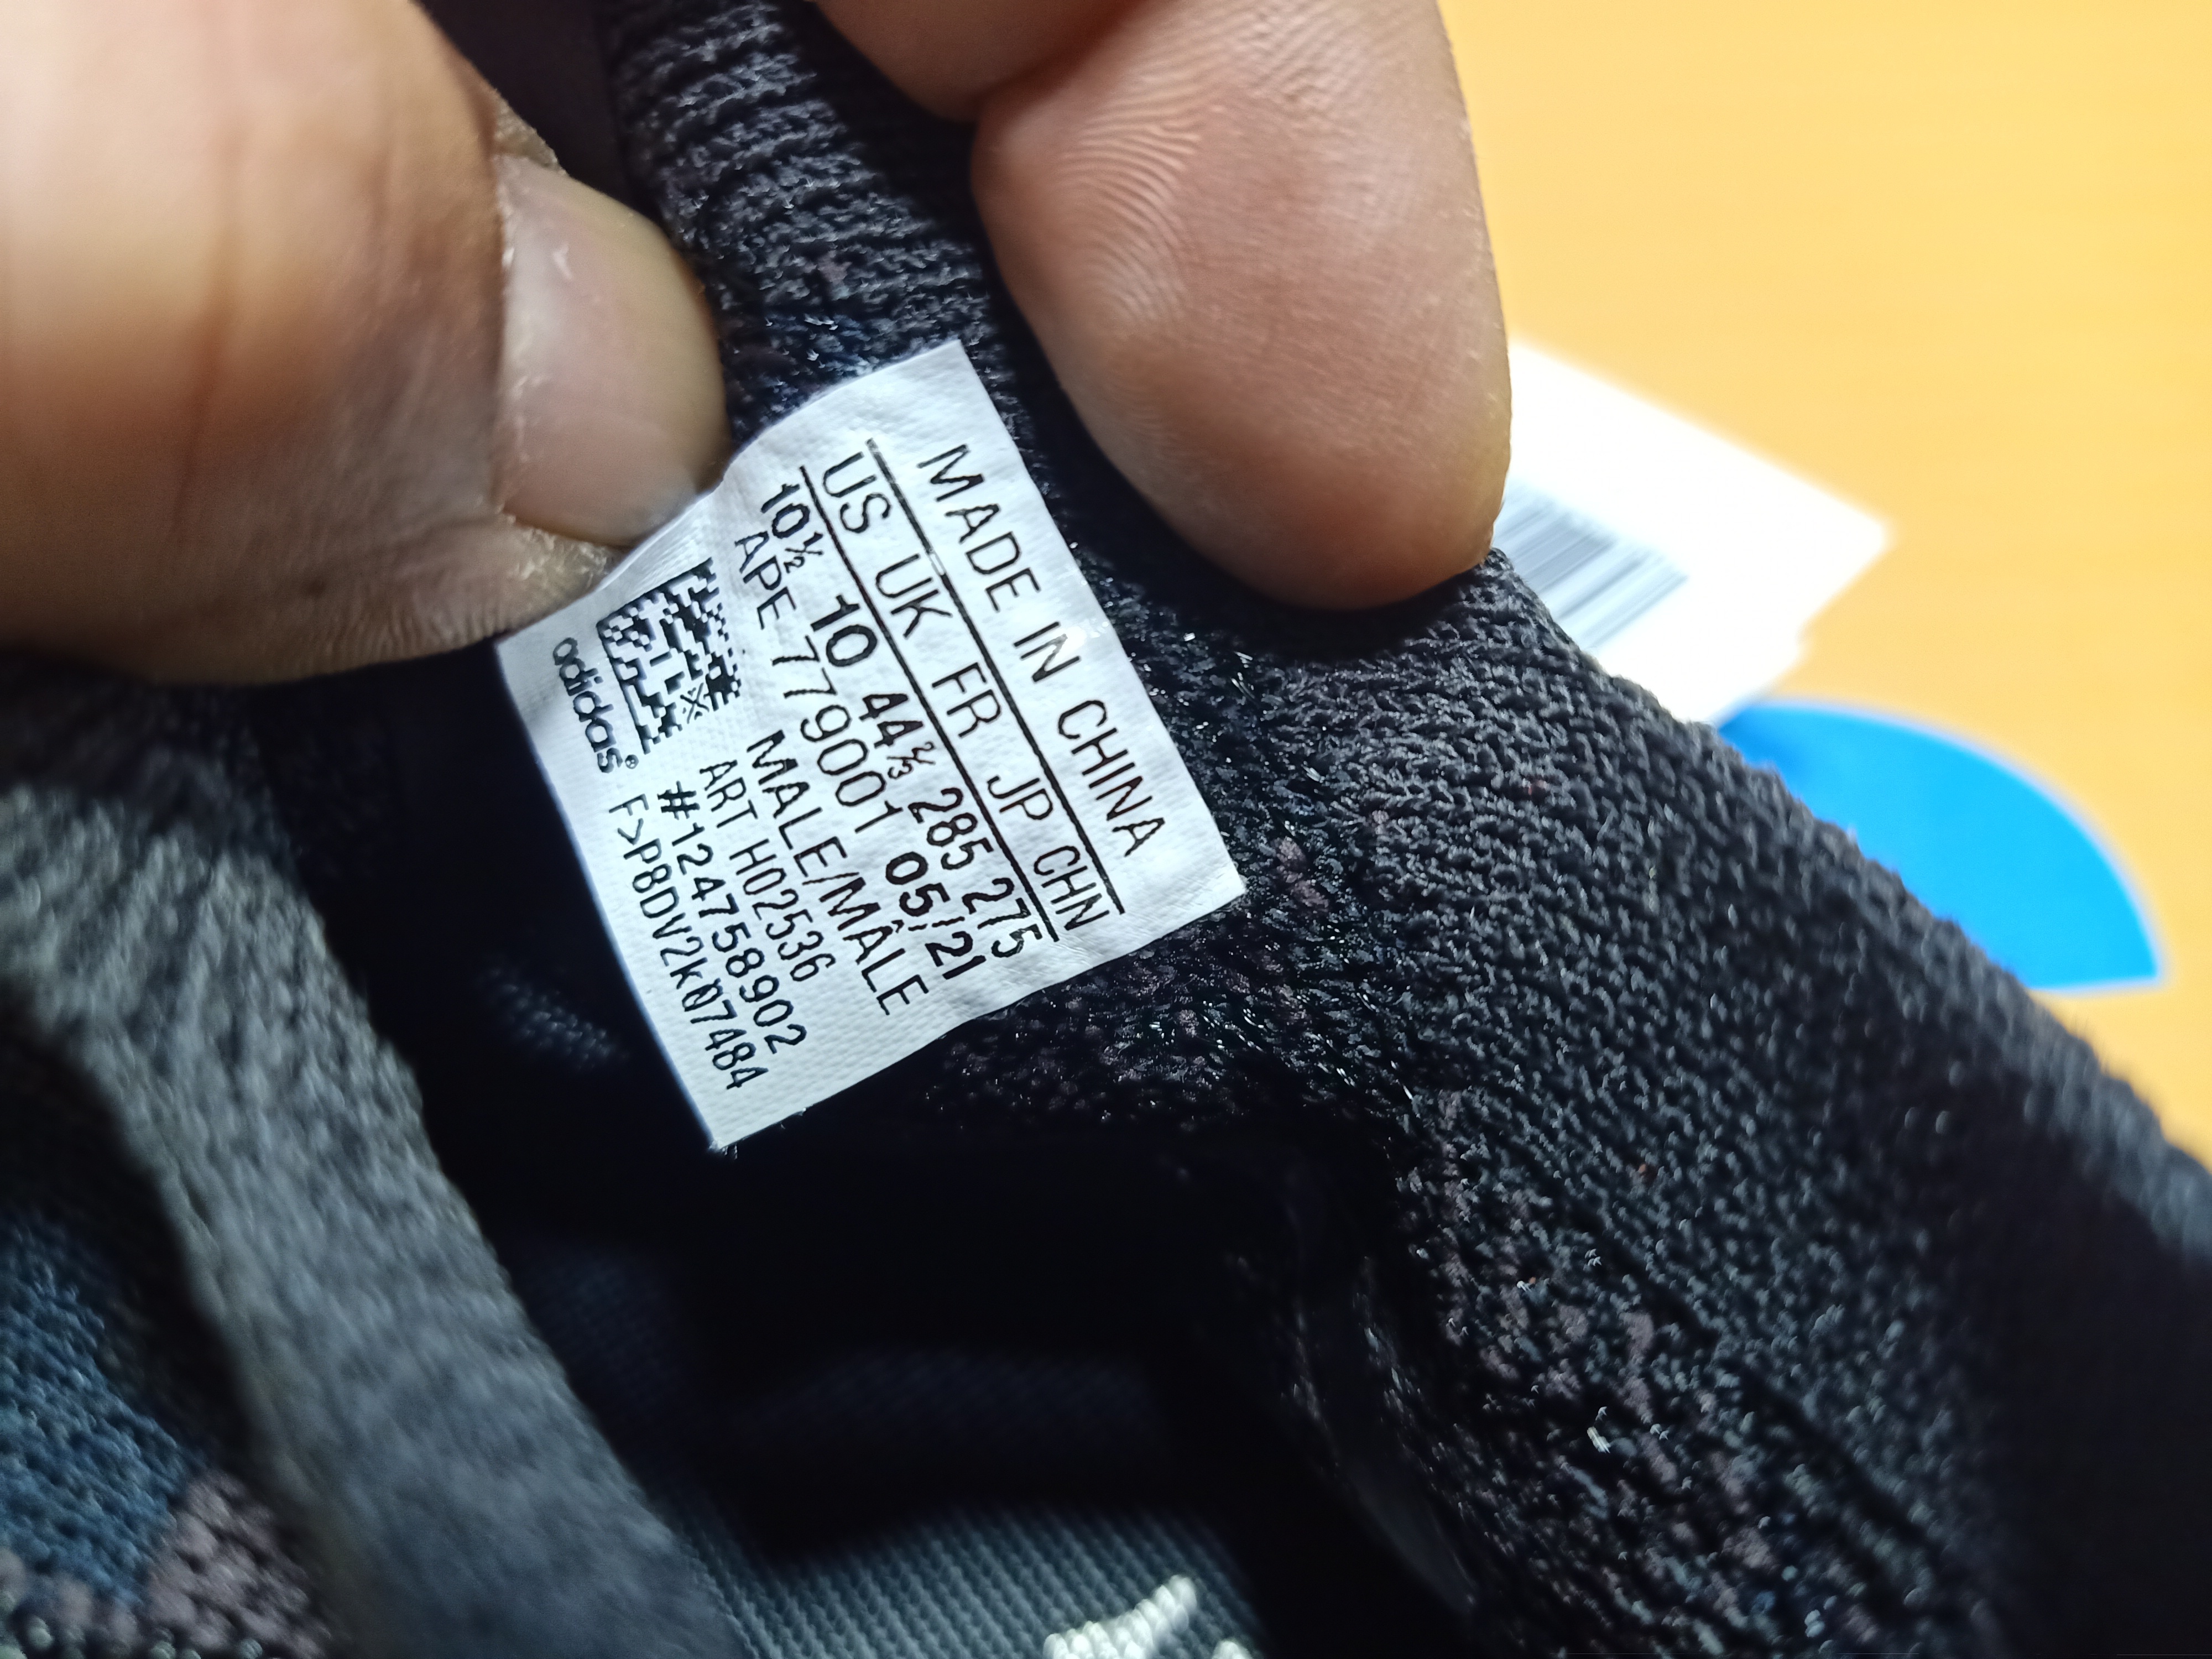 MADE IN CHINA
US UK FR JP CHN
10½ 10 44⅔ 285 275
APE 779001 05/21
MALE/MÂLE
ART H02536
#124758902
adidas® F>P8DV2k07484